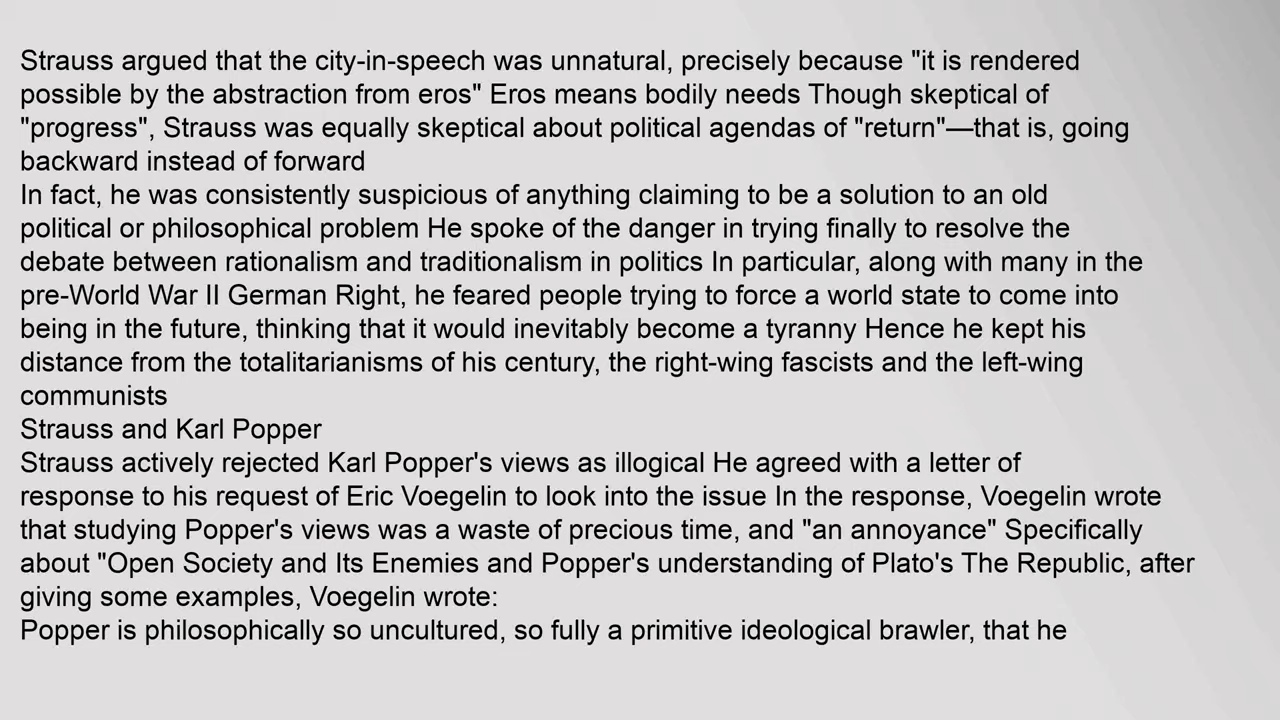 Strauss argued that the city-in-speech was unnatural, precisely because "it is rendered
possible by the abstraction from eros" Eros means bodily needs Though skeptical of
"progress", Strauss was equally skeptical about political agendas of "return"—that is, going
backward instead of forward
In fact, he was consistently suspicious of anything claiming to be a solution to an old
political or philosophical problem He spoke of the danger in trying finally to resolve the
debate between rationalism and traditionalism in politics In particular, along with many in the
pre-World War II German Right, he feared people trying to force a world state to come into
being in the future, thinking that it would inevitably become a tyranny Hence he kept his
distance from the totalitarianisms of his century, the right-wing fascists and the left-wing
communists
Strauss and Karl Popper
Strauss actively rejected Karl Popper's views as illogical He agreed with a letter of
response to his request of Eric Voegelin to look into the issue In the response, Voegelin wrote
that studying Popper's views was a waste of precious time, and "an annoyance" Specifically
about "Open Society and Its Enemies and Popper's understanding of Plato's The Republic, after
giving some examples, Voegelin wrote:
Popper is philosophically so uncultured, so fully a primitive ideological brawler, that he